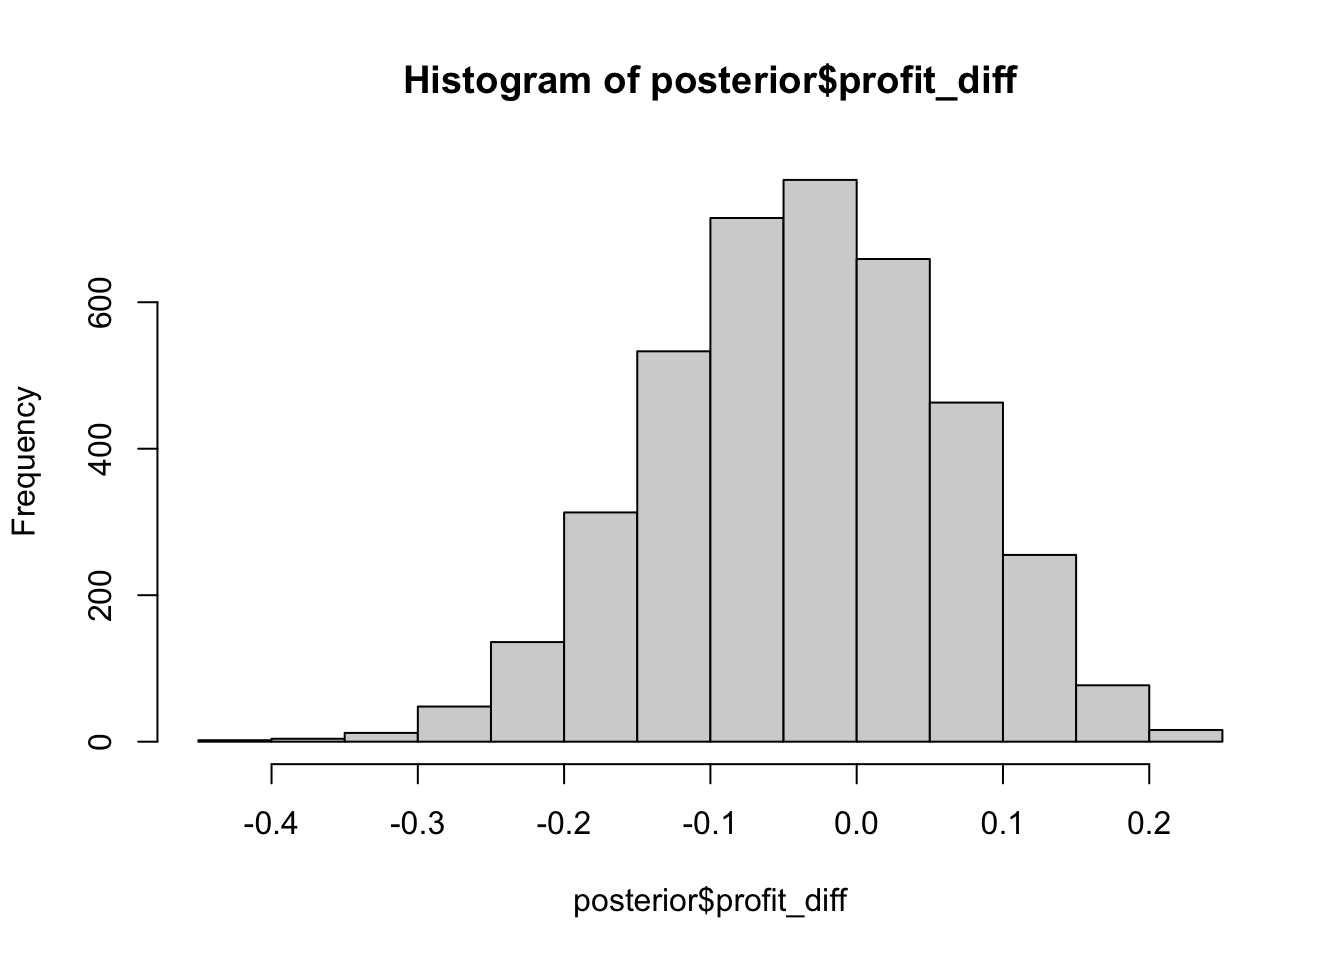 Histogram of posterior$profit_diff
Frequency
600
400
200
0
-0.4 -0.3 -0.2 -0.1 0.0 0.1 0.2
posterior$profit_diff